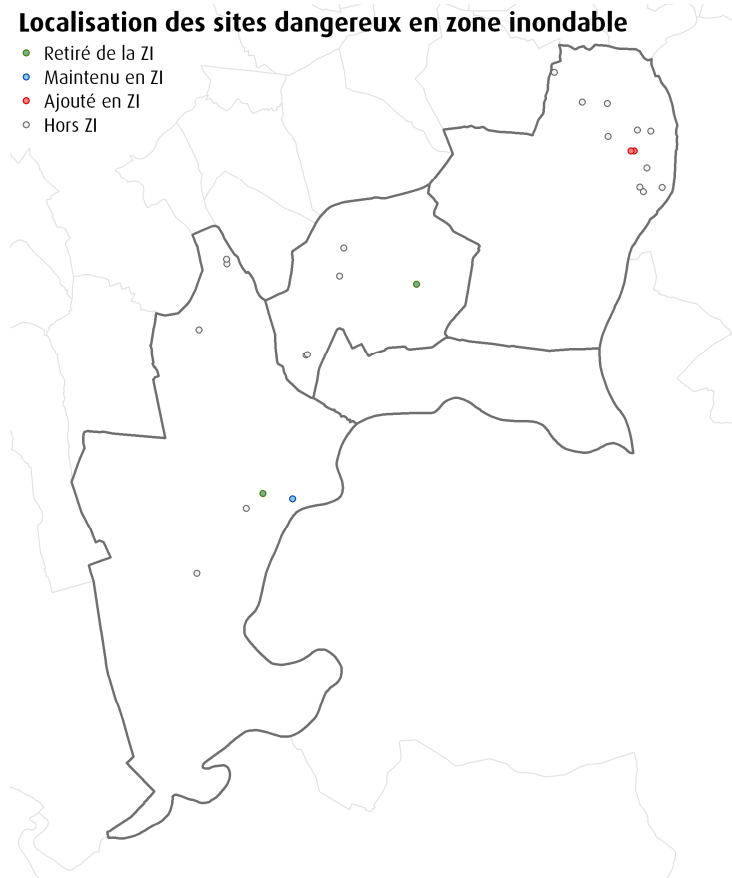 Localisation des sites dangereux en zone inondable
Retiré de la ZI
Maintenu en ZI
Ajouté en ZI
Hors ZI